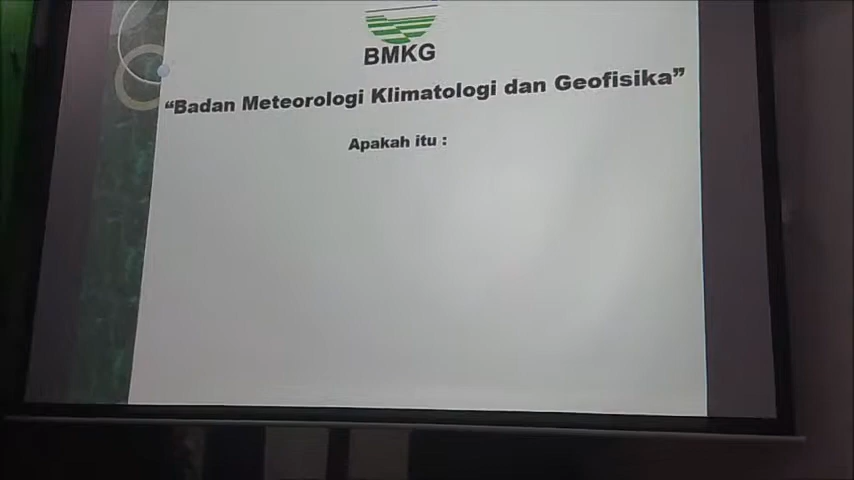 BMKG
“Badan Meteorologi Klimatologi dan Geofisika”
Apakah itu :